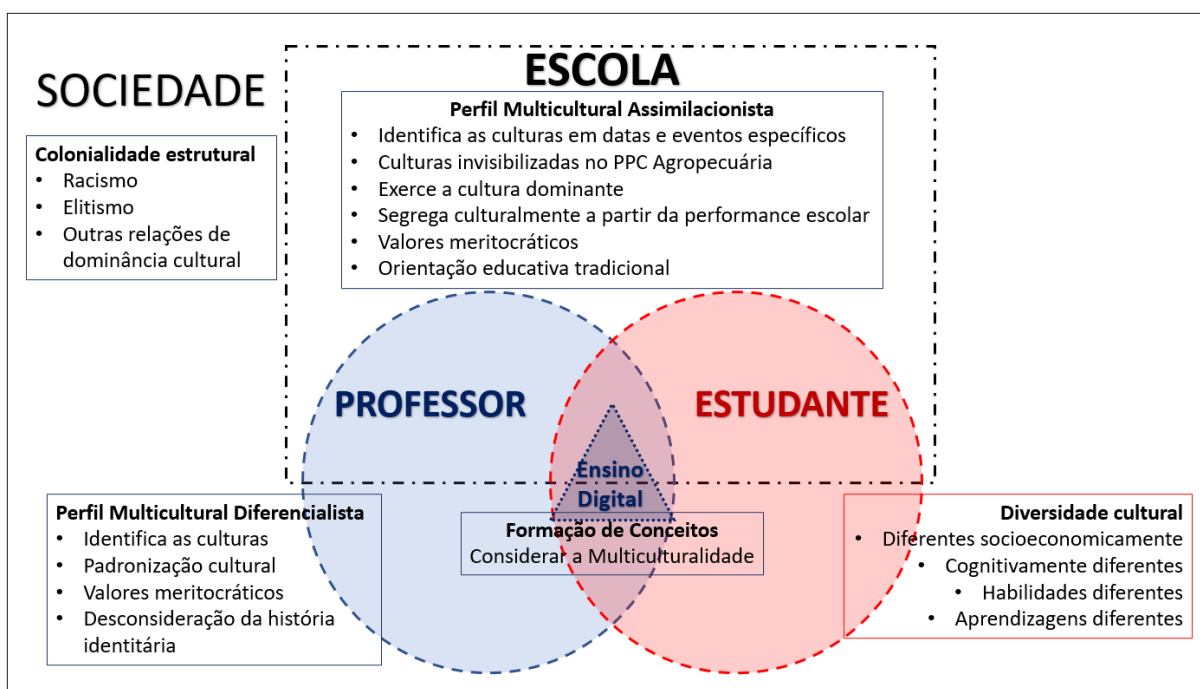 SOCIEDADE
Colonialidade estrutural
• Racismo
• Elitismo
• Outras relações de
dominância cultural
ESCOLA
Perfil Multicultural Assimilacionista
• Identifica as culturas em datas e eventos específicos
• Culturas invisibilizadas no PPC Agropecuária
• Exerce a cultura dominante
• Segrega culturalmente a partir da performance escolar
• Valores meritocráticos
• Orientação educativa tradicional
PROFESSOR
ESTUDANTE
Ensino
Digital
Perfil Multicultural Diferencialista
• Identifica as culturas
• Padronização cultural
• Valores meritocráticos
• Desconsideração da história
identitária
Formação de Conceitos
Considerar a Multiculturalidade
Diversidade cultural
• Diferentes socioeconomicamente
• Cognitivamente diferentes
• Habilidades diferentes
• Aprendizagens diferentes